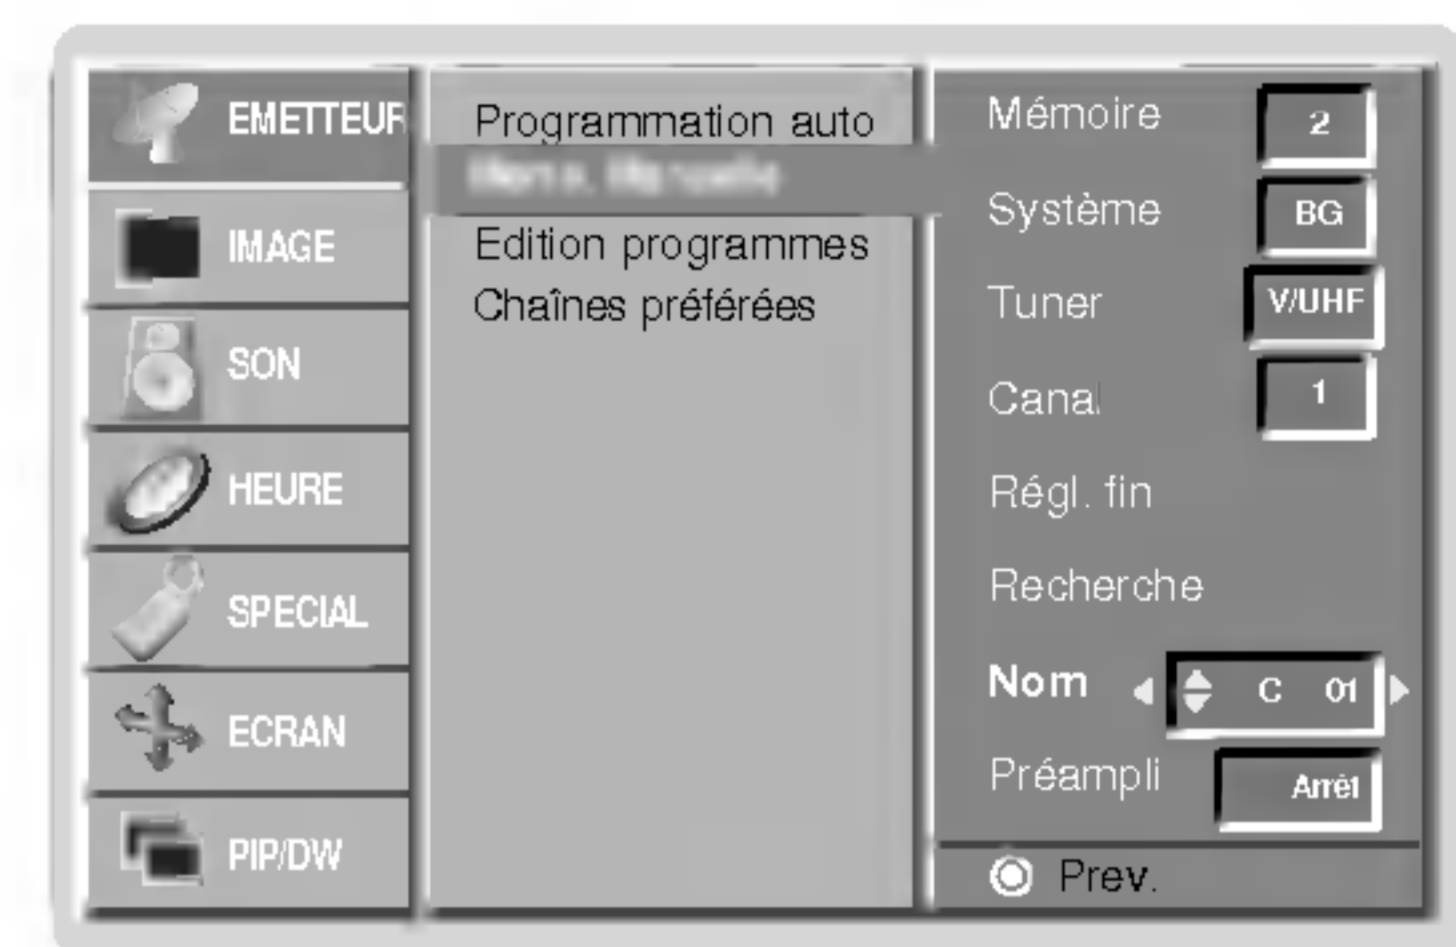 EMETTEUR
IMAGE
SON
HEURE
SPECIAL
ECRAN
PIP/DW
Programmation auto
Edition programmes
Chaînes préférées
Mémoire 2
Système BG
Tuner V/UHF
Canal 1
Régl. fin
Recherche
Nom C 01
Préampli Arrêt
Prev.